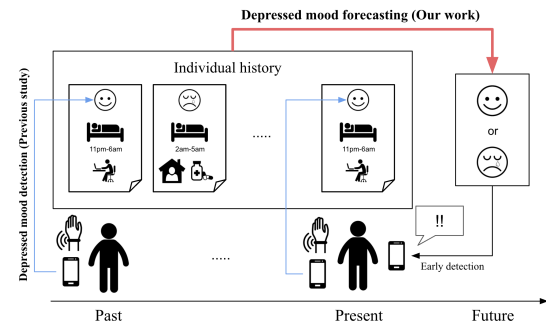 Depressed mood forecasting (Our work)
Depressed mood detection (Previous study)
Individual history
11pm-6am
2am-5am
.....
11pm-6am
or
!!
.....
Early detection
Past
Present
Future